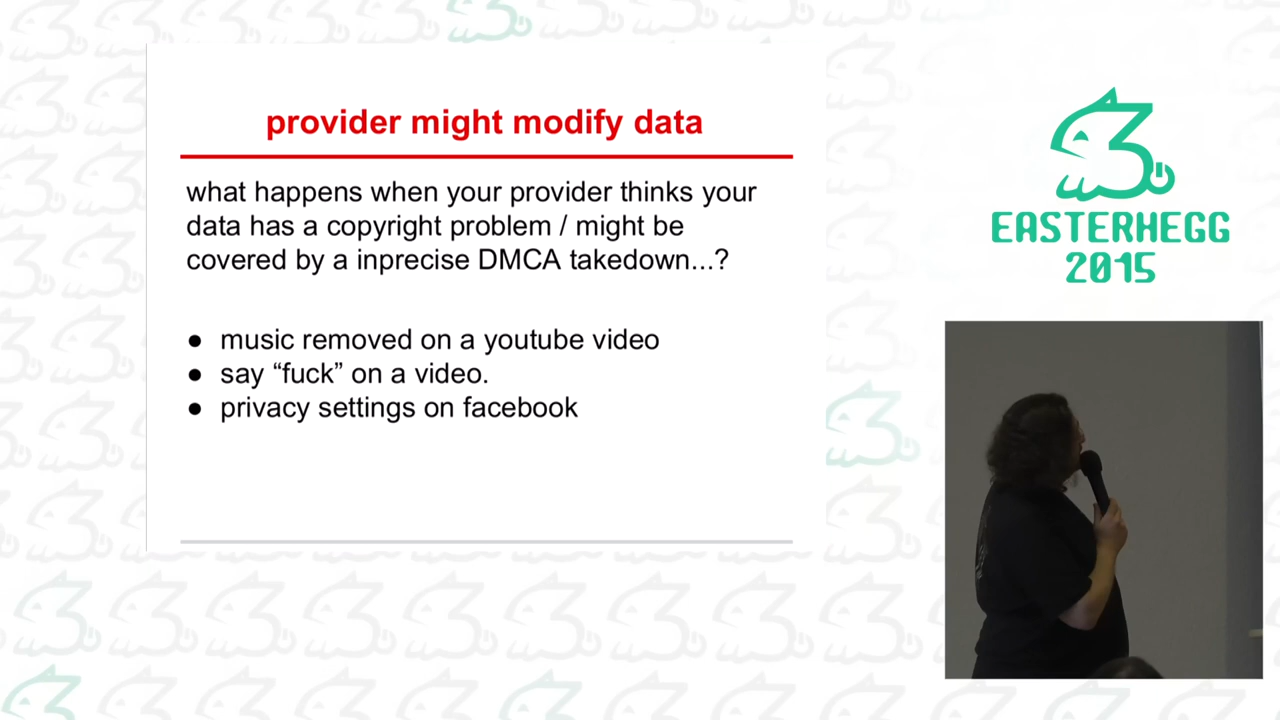 provider might modify data
what happens when your provider thinks your
data has a copyright problem / might be
covered by a inprecise DMCA takedown...?
● music removed on a youtube video
● say “fuck” on a video.
● privacy settings on facebook
EASTERHEGG
2015